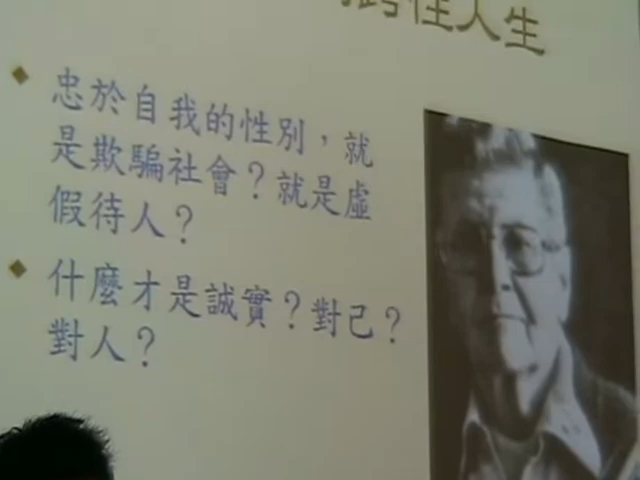 跨性人生
忠於自我的性別，就
是欺騙社會？就是虛
假待人？
什麼才是誠實？對己？
對人？